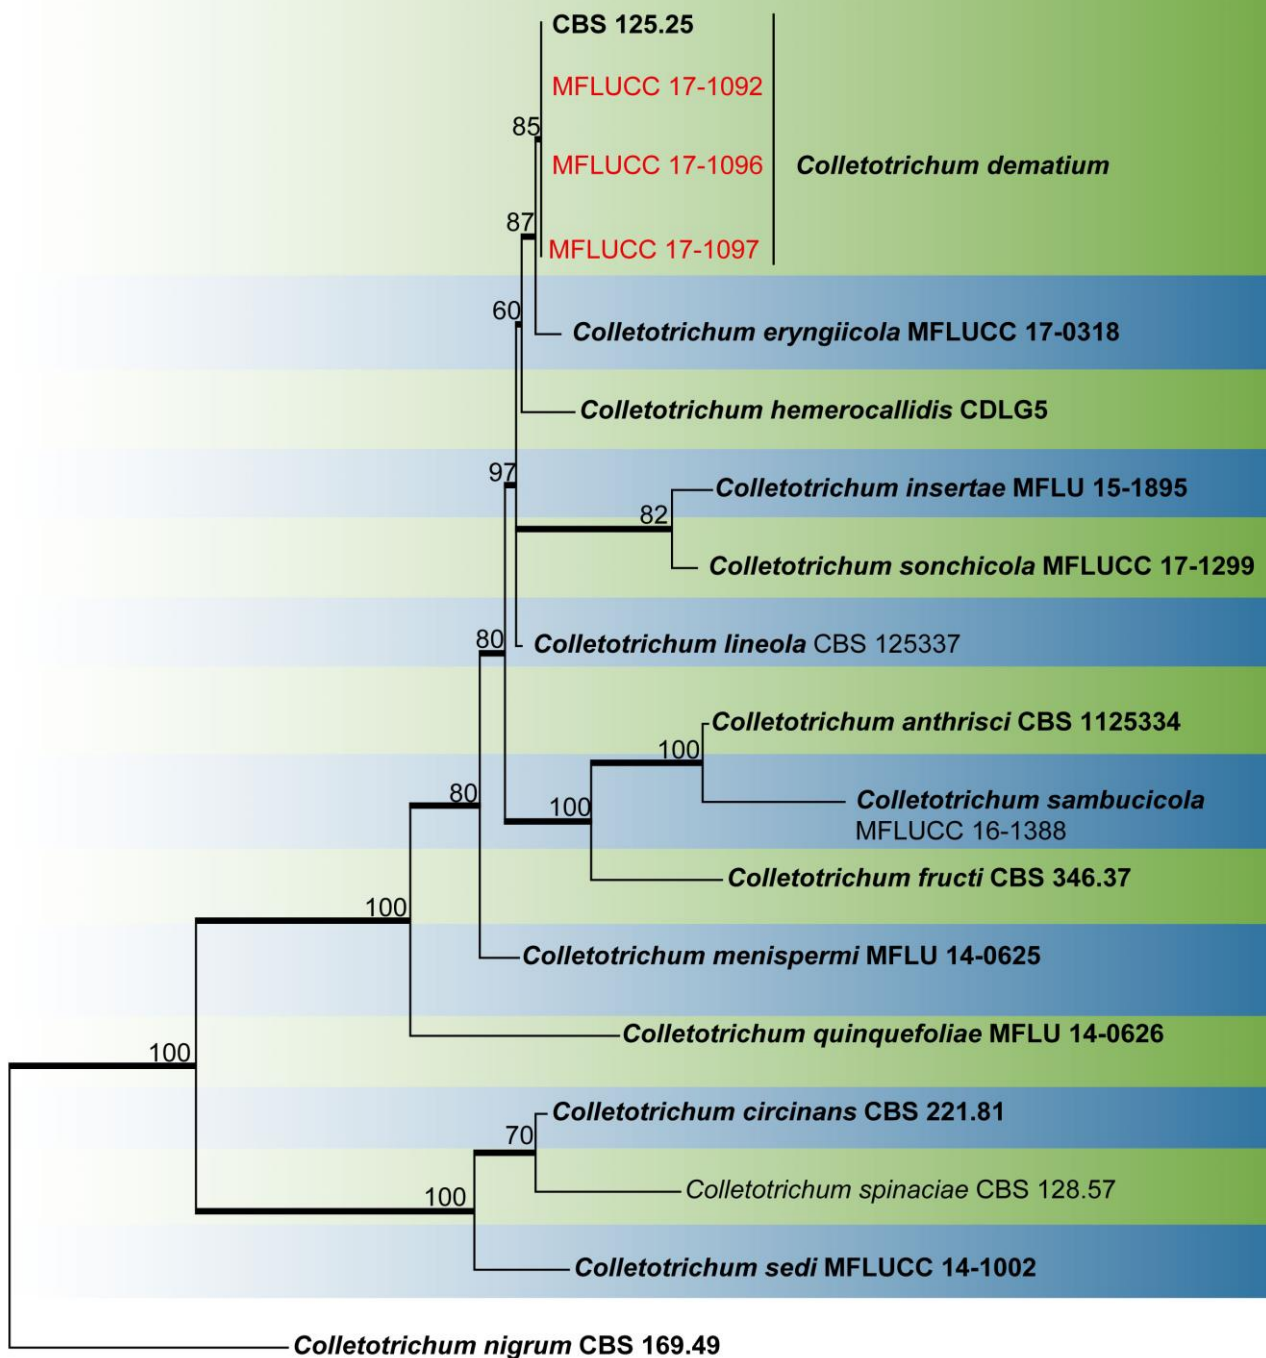 CBS 125.25
MFLUCC 17-1092
85
MFLUCC 17-1096
Colletotrichum dematium
87
MFLUCC 17-1097
60
Colletotrichum eryngiicola MFLUCC 17-0318
Colletotrichum hemerocallidis CDLG5
97
Colletotrichum insertae MFLU 15-1895
82
Colletotrichum sonchicola MFLUCC 17-1299
80
Colletotrichum lineola CBS 125337
Colletotrichum anthrisci CBS 1125334
100
80
Colletotrichum sambucicola
MFLUCC 16-1388
100
Colletotrichum fructi CBS 346.37
100
Colletotrichum menispermi MFLU 14-0625
Colletotrichum quinquefoliae MFLU 14-0626
100
Colletotrichum circinans CBS 221.81
70
Colletotrichum spinaciae CBS 128.57
100
Colletotrichum sedi MFLUCC 14-1002
Colletotrichum nigrum CBS 169.49